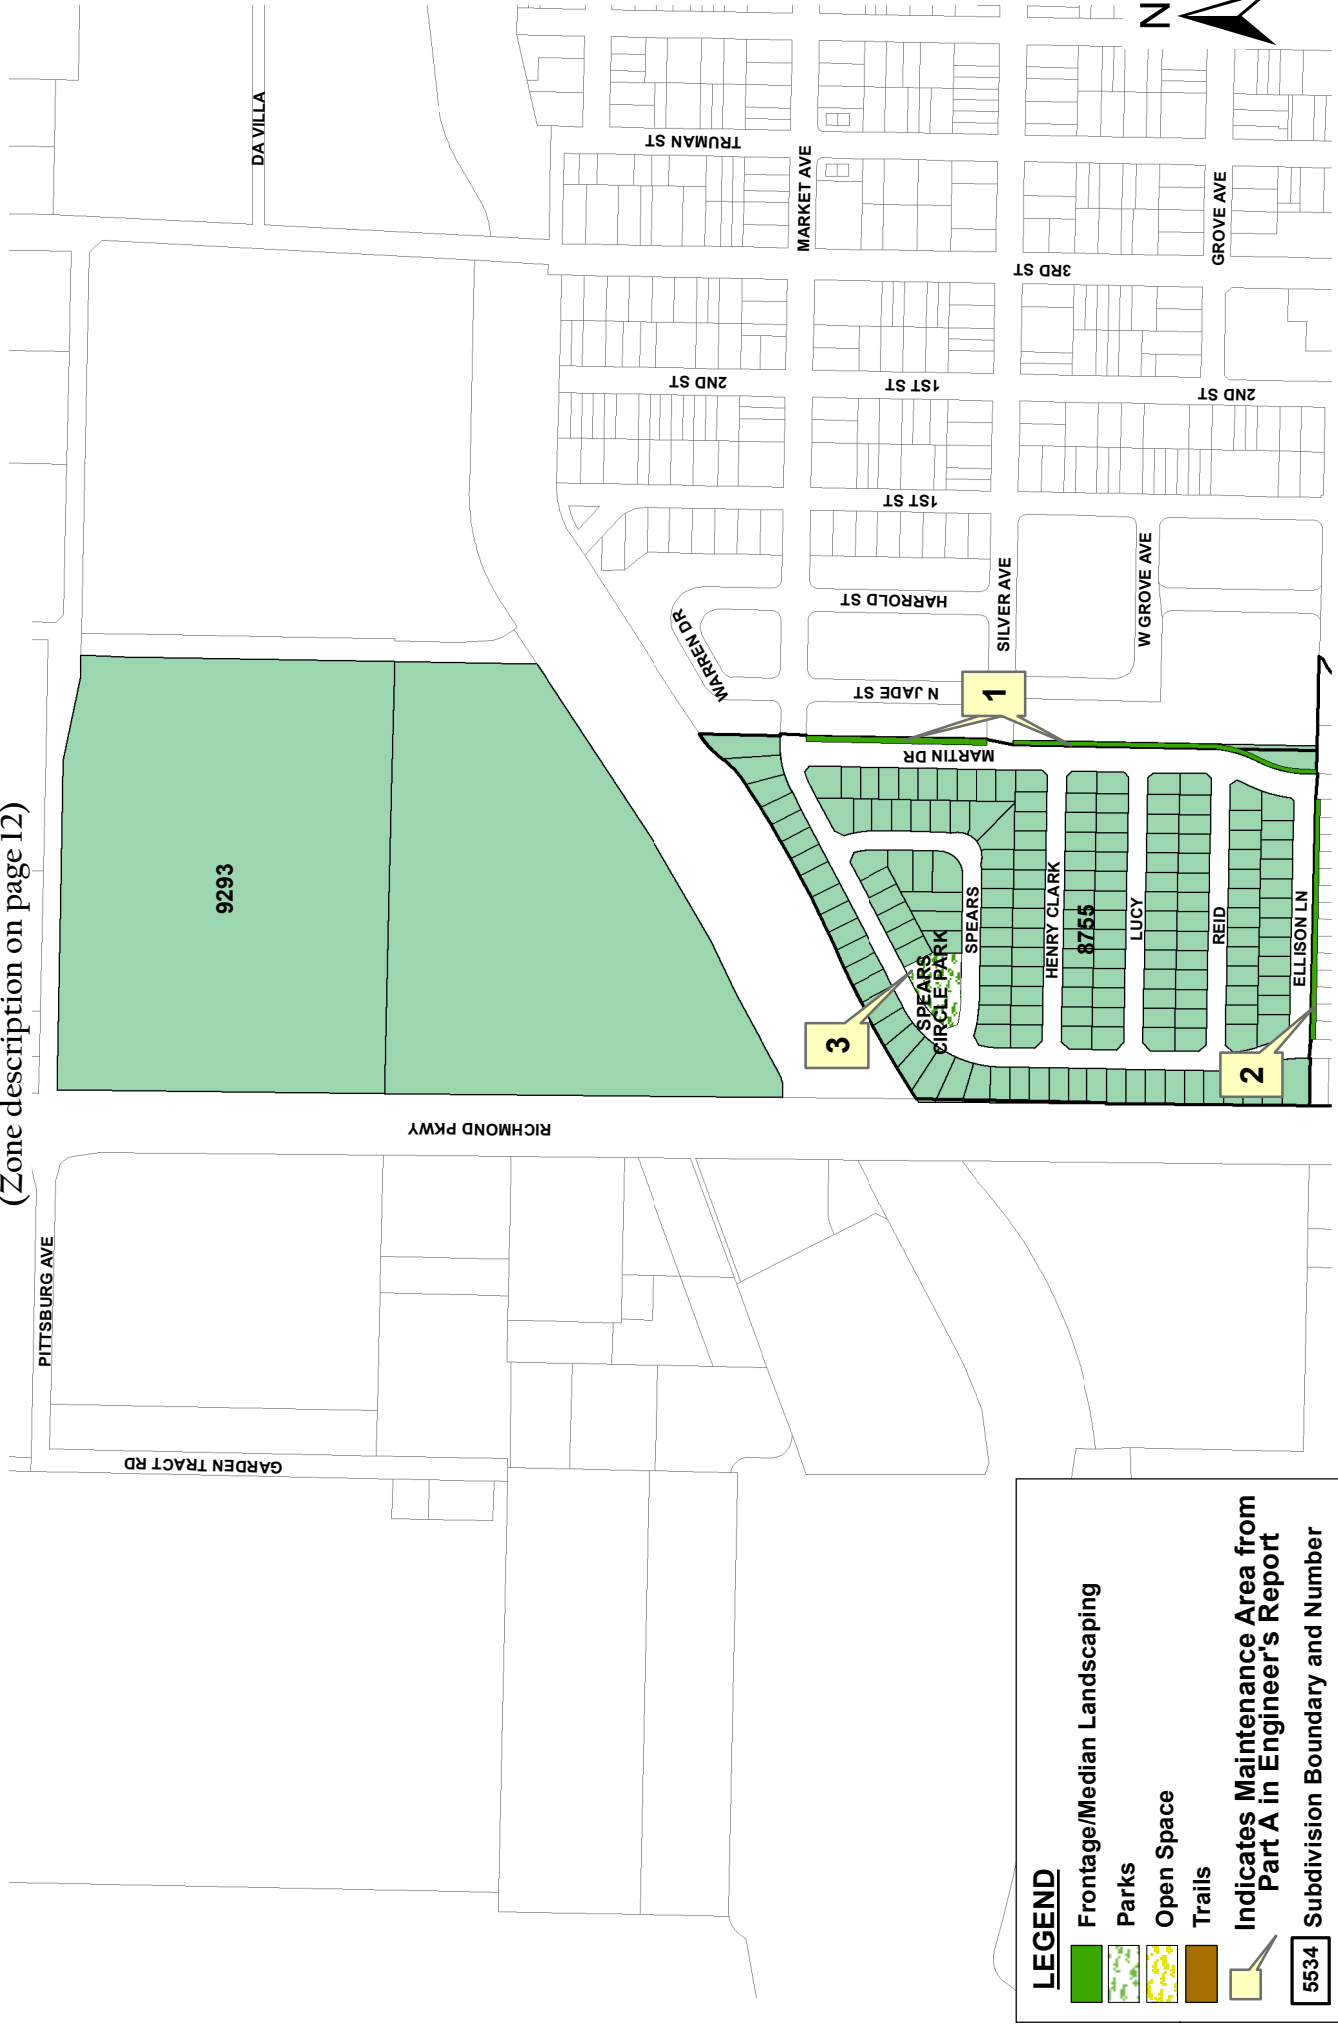 (Zone description on page 12)
PITTSBURG AVE
GARDEN TRACT RD
RICHMOND PKWY
9293
DA VILLA
TRUMAN ST
MARKET AVE
3RD ST
GROVE AVE
2ND ST
1ST ST
2ND ST
1ST ST
HARROLD ST
SILVER AVE
W GROVE AVE
WARREN DR
N JADE ST
MARTIN DR
1
SPEARS
CIRCLE PARK
SPEARS
HENRY CLARK
8755
LUCY
REID
ELLISON LN
3
2
N
LEGEND
Frontage/Median Landscaping
Parks
Open Space
Trails
Indicates Maintenance Area from
Part A in Engineer's Report
5534 Subdivision Boundary and Number